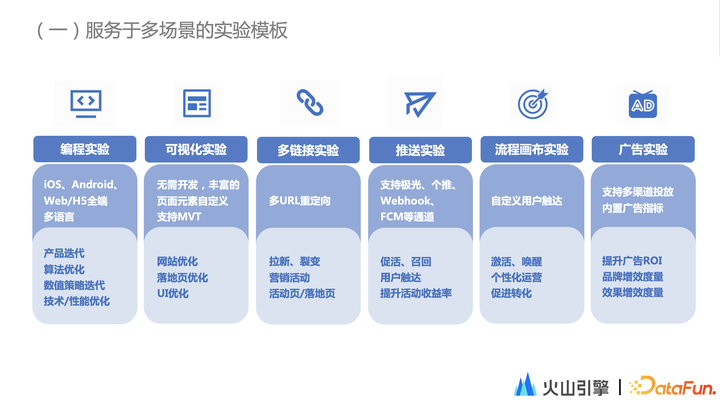 （一）服务于多场景的实验模板
AD
编程实验
iOS、Android、
Web/H5全端
多语言
产品迭代
算法优化
数值策略迭代
技术/性能优化
可视化实验
无需开发，丰富的
页面元素自定义
支持MVT
网站优化
落地页优化
UI优化
多链接实验
多URL重定向
拉新、裂变
营销活动
活动页/落地页
推送实验
支持极光、个推、
Webhook、
FCM等通道
促活、召回
用户触达
提升活动收益率
流程画布实验
自定义用户触达
激活、唤醒
个性化运营
促进转化
广告实验
支持多渠道投放
内置广告指标
提升广告ROI
品牌增效度量
效果增效度量
火山引擎 | DataFun.